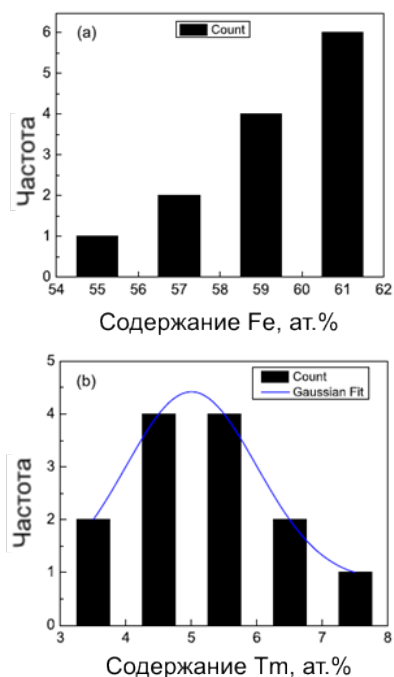 (a)
Count
Частота
6
5
4
3
2
1
0
54 55 56 57 58 59 60 61 62
Содержание Fe, ат.%
(b)
Count
Gaussian Fit
Частота
5
4
3
2
1
0
3 4 5 6 7 8
Содержание Tm, ат.%